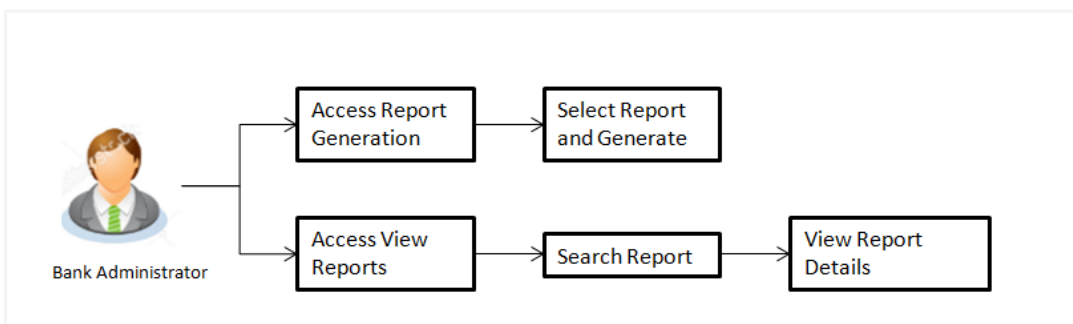 Access Report
Generation
Select Report
and Generate
Bank Administrator
Access View
Reports
Search Report
View Report
Details